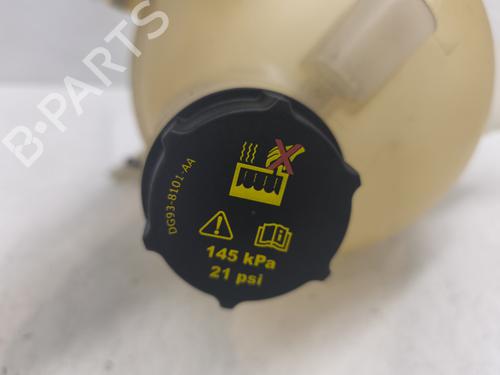 B-PARTS
DG93-8101-AA
145 kPa
21 psi